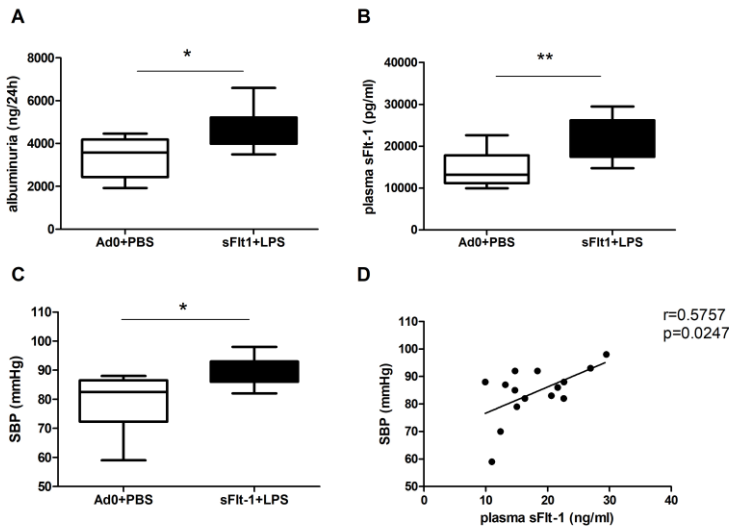 A
*
albuminuria (ng/24h)
8000
6000
4000
2000
0
Ad0+PBS
sFlt1+LPS
B
**
plasma sFlt-1 (pg/ml)
40000
30000
20000
10000
0
Ad0+PBS
sFlt1+LPS
C
*
SBP (mmHg)
110
100
90
80
70
60
50
Ad0+PBS
sFlt-1+LPS
D
r=0.5757
p=0.0247
SBP (mmHg)
110
100
90
80
70
60
50
0
10
20
30
40
plasma sFlt-1 (ng/ml)